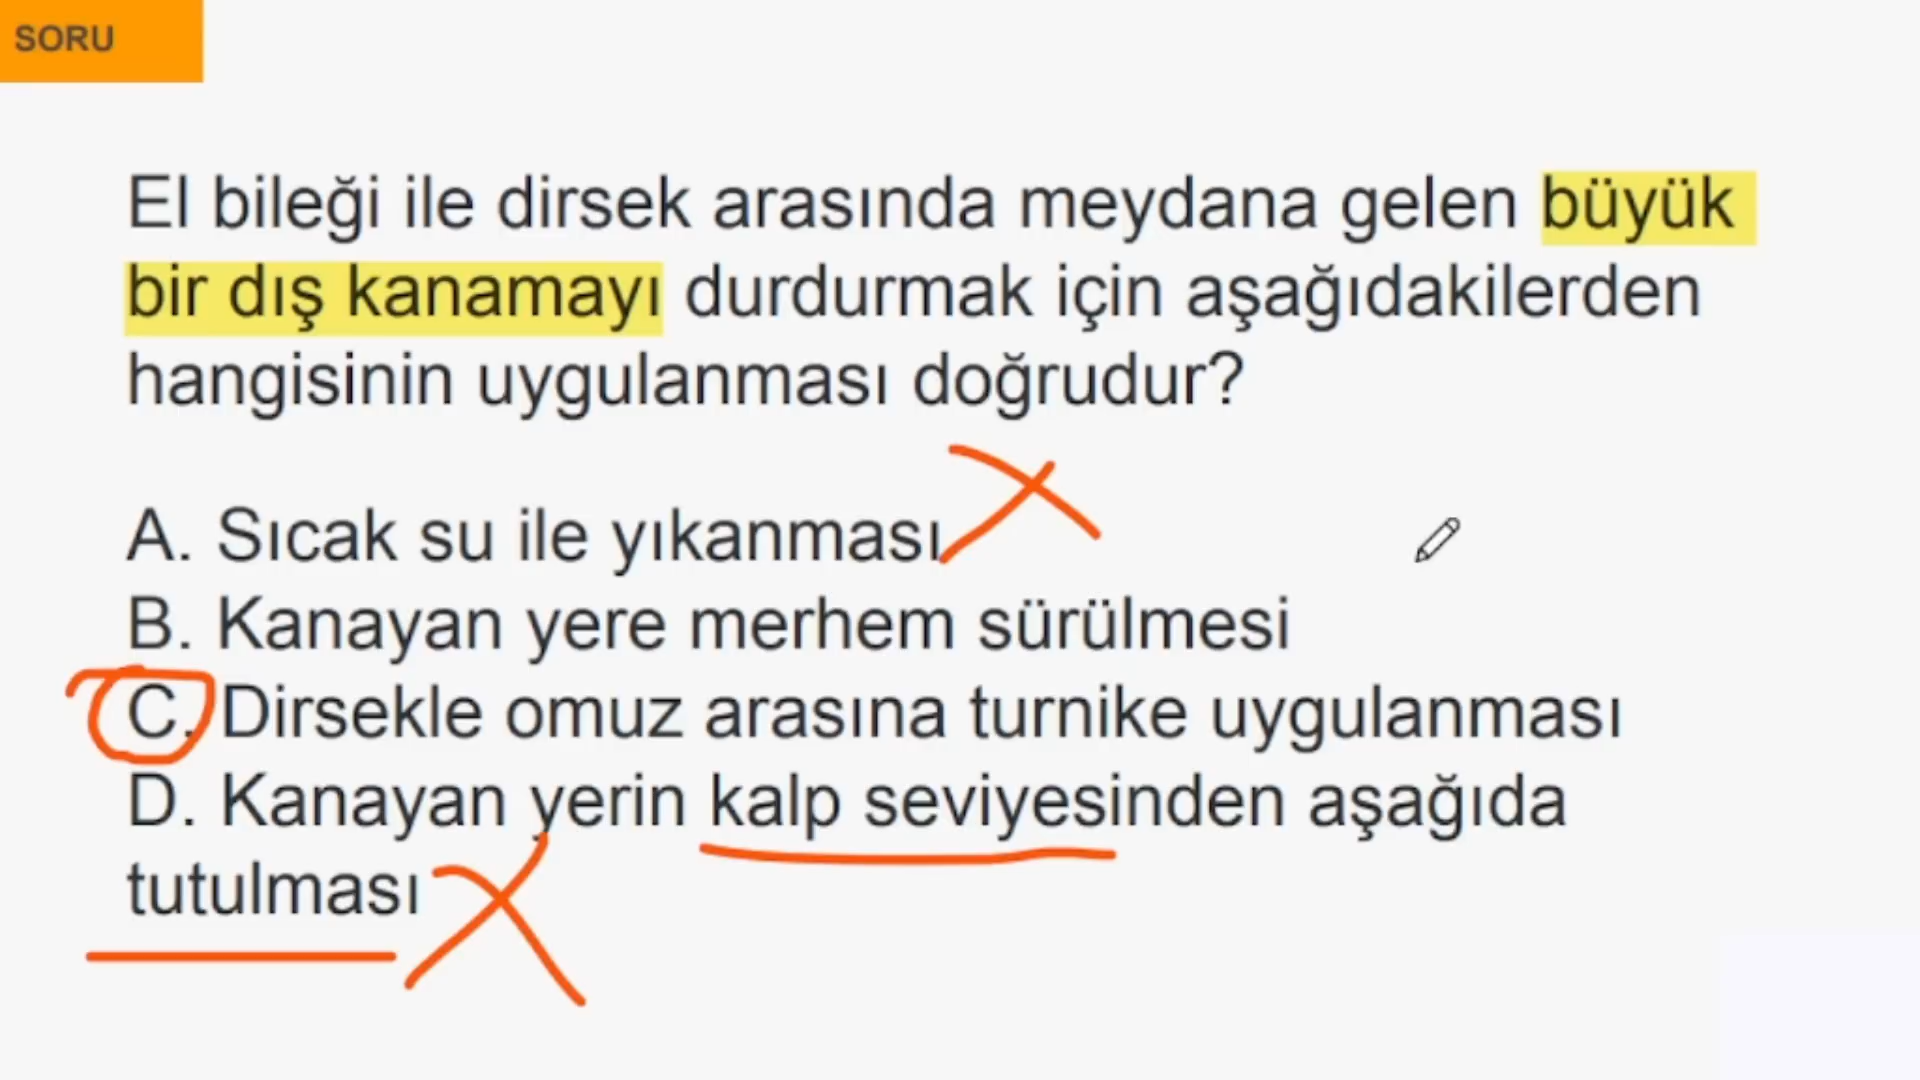 SORU
El bileği ile dirsek arasında meydana gelen büyük
bir dış kanamayı durdurmak için aşağıdakilerden
hangisinin uygulanması doğrudur?
A. Sıcak su ile yıkanması
B. Kanayan yere merhem sürülmesi
C. Dirsekle omuz arasına turnike uygulanması
D. Kanayan yerin kalp seviyesinden aşağıda
tutulması